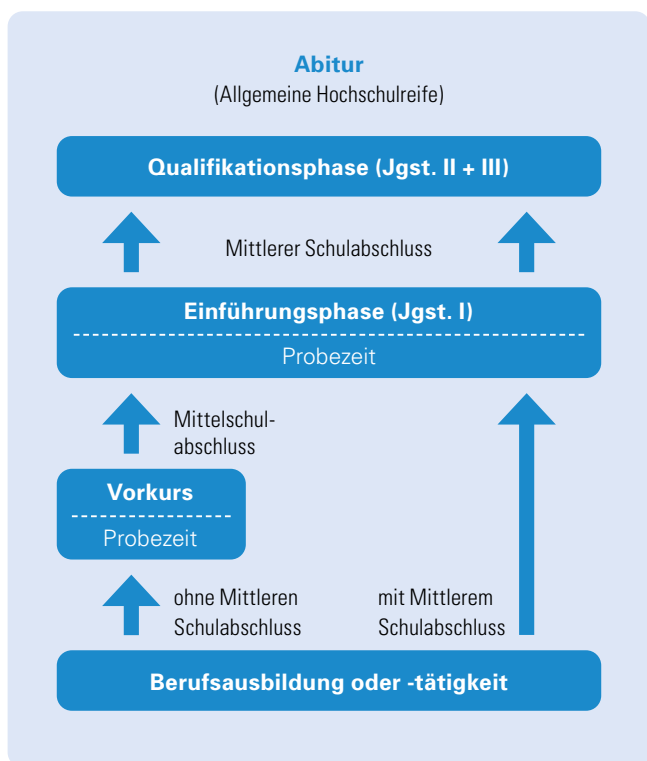 Abitur
(Allgemeine Hochschulreife)
Qualifikationsphase (Jgst. II + III)
Mittlerer Schulabschluss
Einführungsphase (Jgst. I)
Probezeit
Mittelschul-
abschluss
Vorkurs
Probezeit
ohne Mittleren
Schulabschluss
mit Mittlerem
Schulabschluss
Berufsausbildung oder -tätigkeit